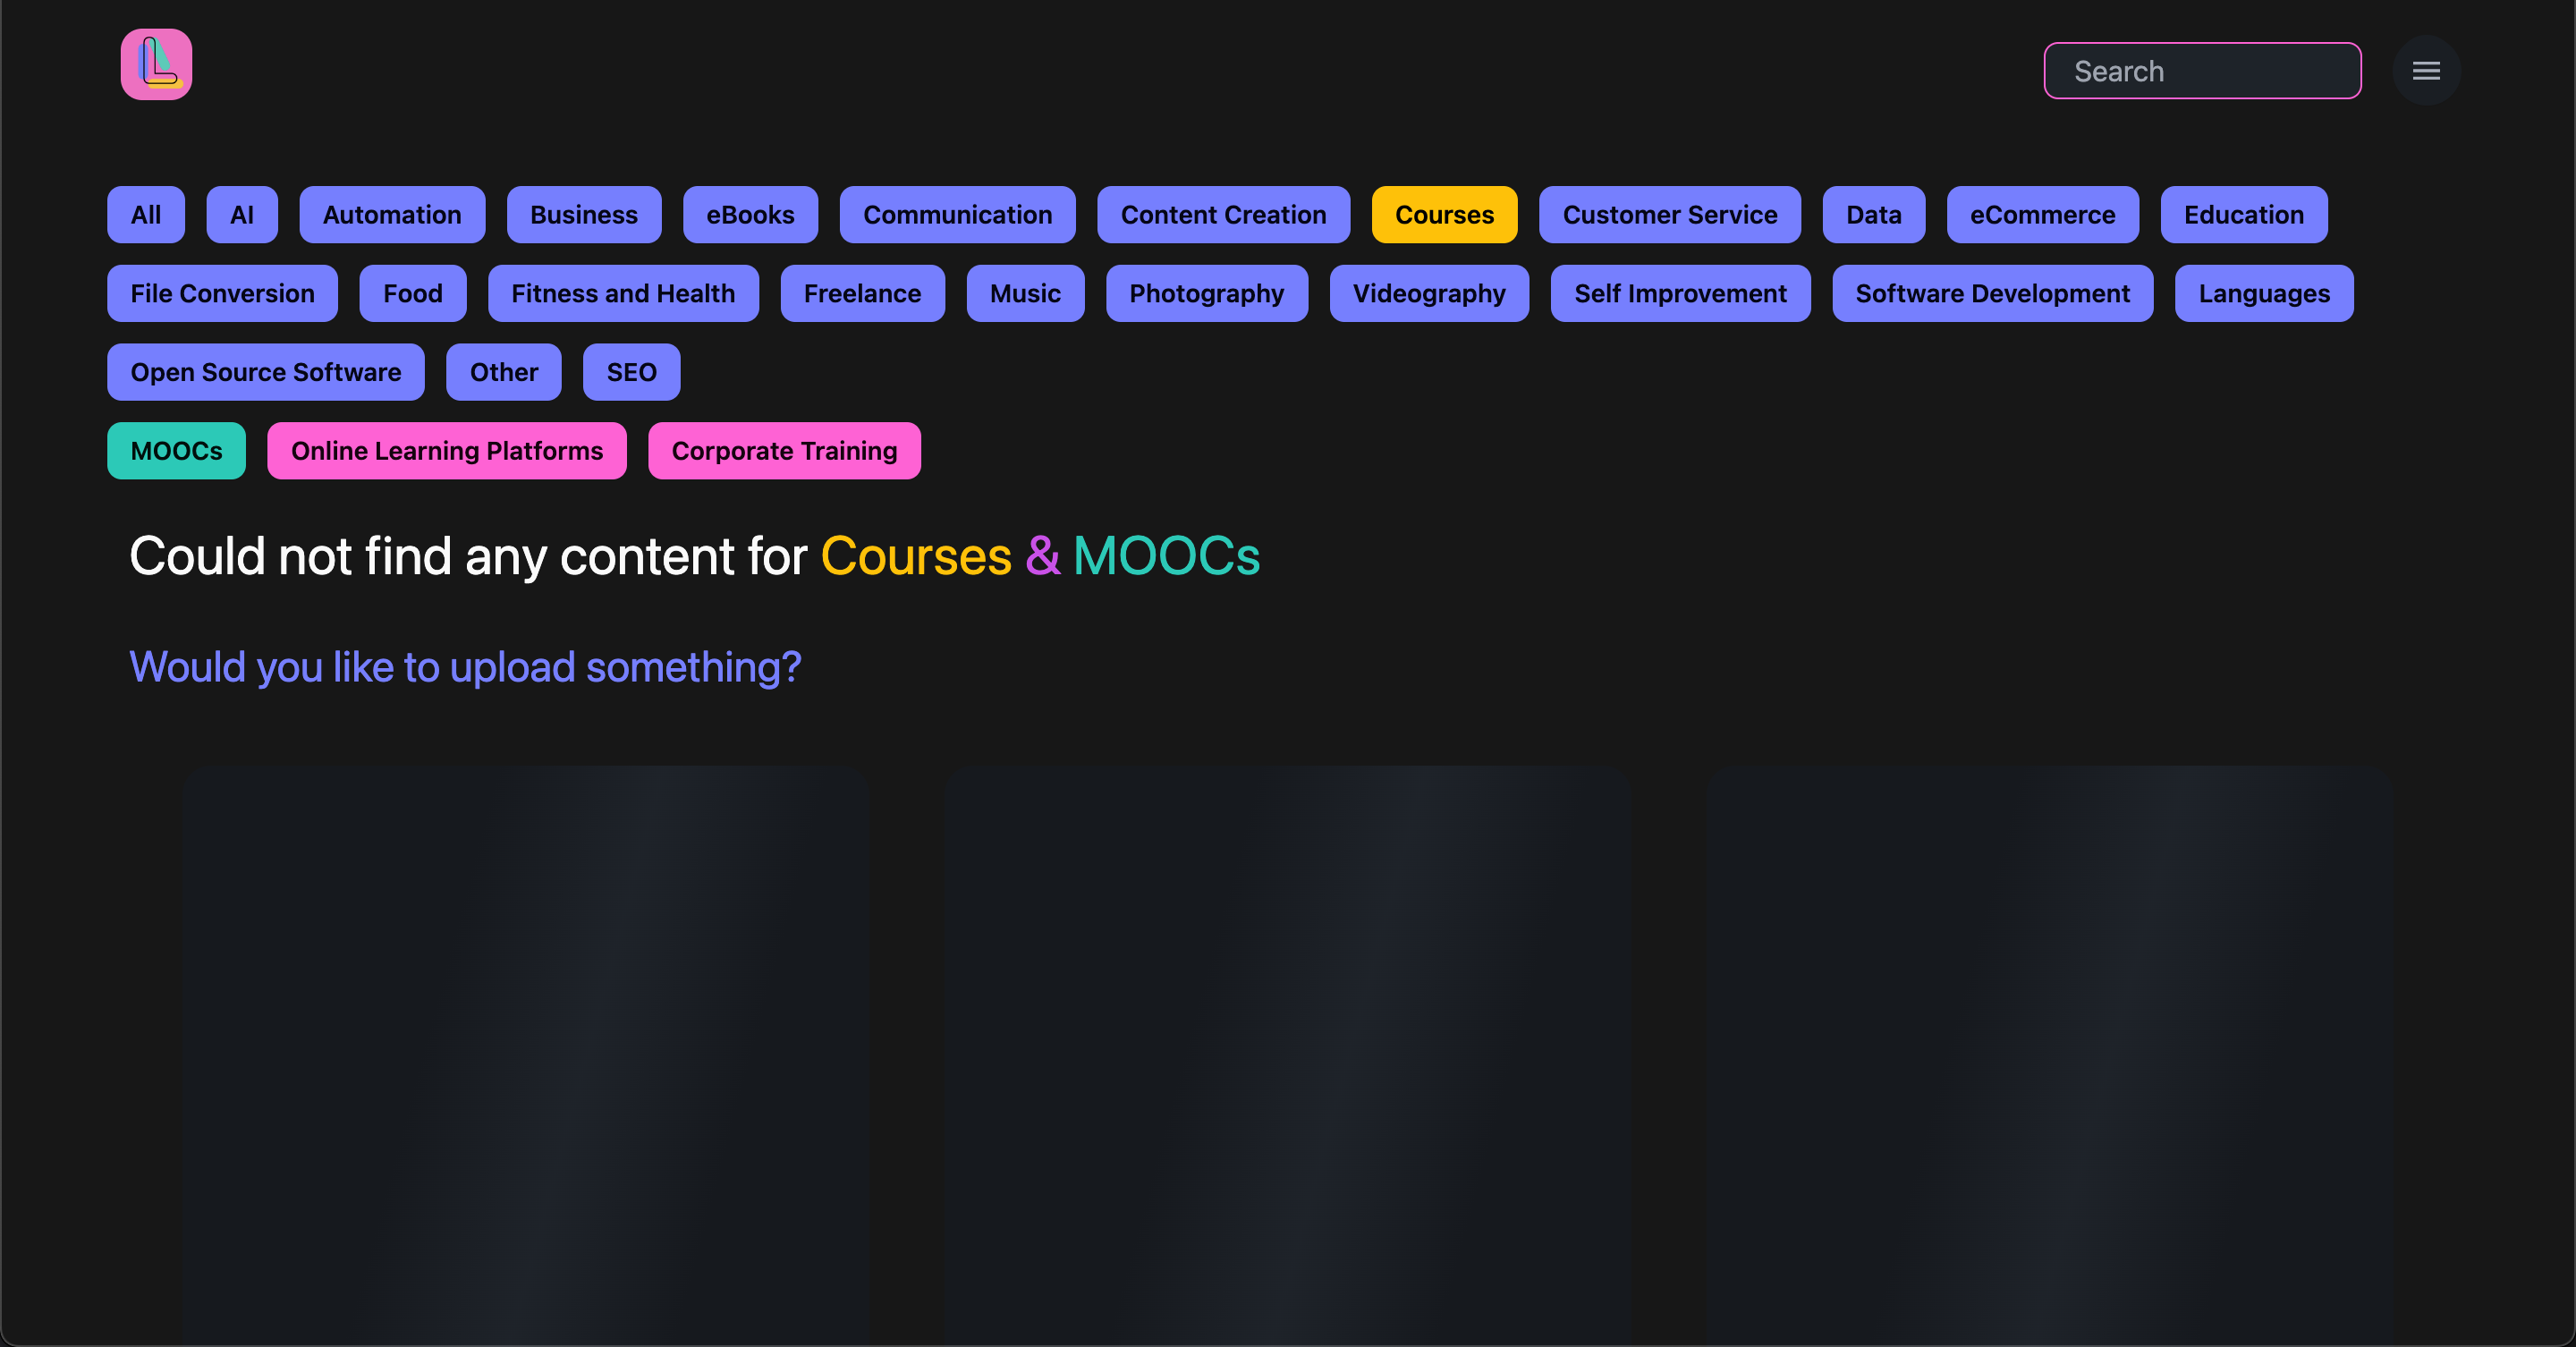 Search
All AI Automation Business eBooks Communication Content Creation Courses Customer Service Data eCommerce Education
File Conversion Food Fitness and Health Freelance Music Photography Videography Self Improvement Software Development Languages
Open Source Software Other SEO
MOOCs Online Learning Platforms Corporate Training
Could not find any content for Courses & MOOCs
Would you like to upload something?